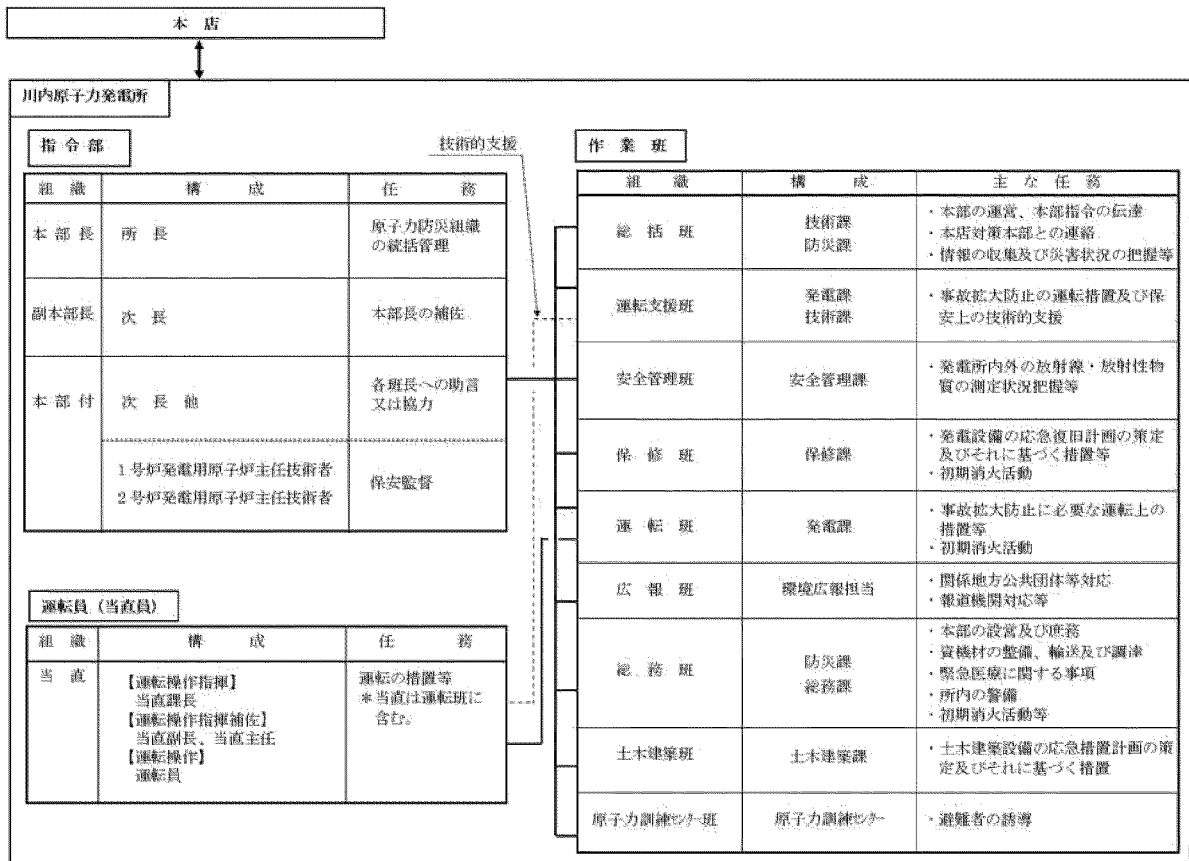 本店
川内原子力発電所
指令部
技術的支援
組織 構成 任務
本部長 所長 原子力防災組織
の統括管理
副本部長 次長 本部長の補佐
本部付 次長他 各班長への助言
又は協力
1号炉発電用原子炉主任技術者
2号炉発電用原子炉主任技術者
保安監督
運転員(当直員)
組織 構成 任務
当直 【運転操作指揮】
当直課長
【運転操作指揮補佐】
当直副長、当直主任
【運転操作】
運転員
運転の措置等
*当直は運転班に
含む。
作業班
組織 構成 主な任務
総括班 技術課
防災課
・本部の運営、本部指令の伝達
・本店対策本部との連絡
・情報の収集及び災害状況の把握等
運転支援班 発電課
技術課
・事故拡大防止の運転措置及び保
安上の技術的支援
安全管理班 安全管理課 ・発電所内外の放射線・放射性物
質の測定状況把握等
保修班 保修課 ・発電設備の応急復旧計画の策定
及びそれに基づく措置等
・初期消火活動
運転班 発電課 ・事故拡大防止に必要な運転上の
措置等
・初期消火活動
広報班 環境広報担当 ・関係地方公共団体等対応
・報道機関対応等
総務班 防災課
総務課
・本部の設営及び庶務
・資機材の整備、輸送及び調達
・緊急医療に関する事項
・所内の警備
・初期消火活動等
土木建築班 土木建築課 ・土木建築設備の応急措置計画の策
定及びそれに基づく措置
原子力訓練センター班 原子力訓練センター ・避難者の誘導